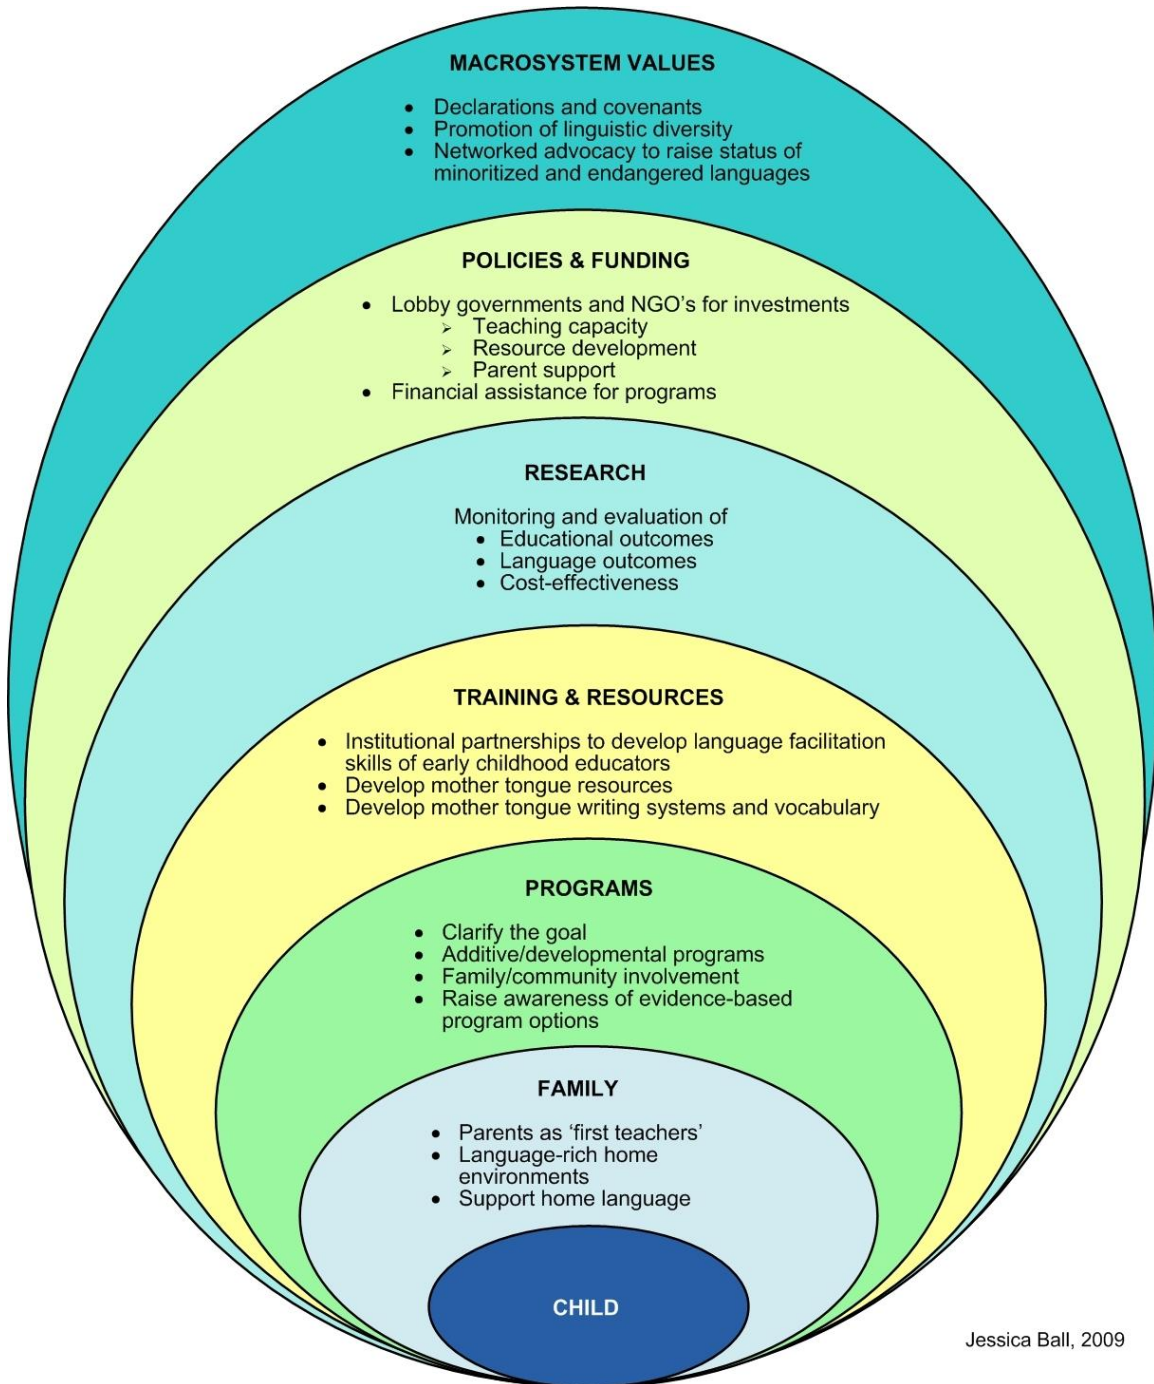 MACROSYSTEM VALUES
• Declarations and covenants
• Promotion of linguistic diversity
• Networked advocacy to raise status of
minoritized and endangered languages
POLICIES & FUNDING
• Lobby governments and NGO’s for investments
➢ Teaching capacity
➢ Resource development
➢ Parent support
• Financial assistance for programs
RESEARCH
Monitoring and evaluation of
• Educational outcomes
• Language outcomes
• Cost-effectiveness
TRAINING & RESOURCES
• Institutional partnerships to develop language facilitation
skills of early childhood educators
• Develop mother tongue resources
• Develop mother tongue writing systems and vocabulary
PROGRAMS
• Clarify the goal
• Additive/developmental programs
• Family/community involvement
• Raise awareness of evidence-based
program options
FAMILY
• Parents as ‘first teachers’
• Language-rich home
environments
• Support home language
CHILD
Jessica Ball, 2009